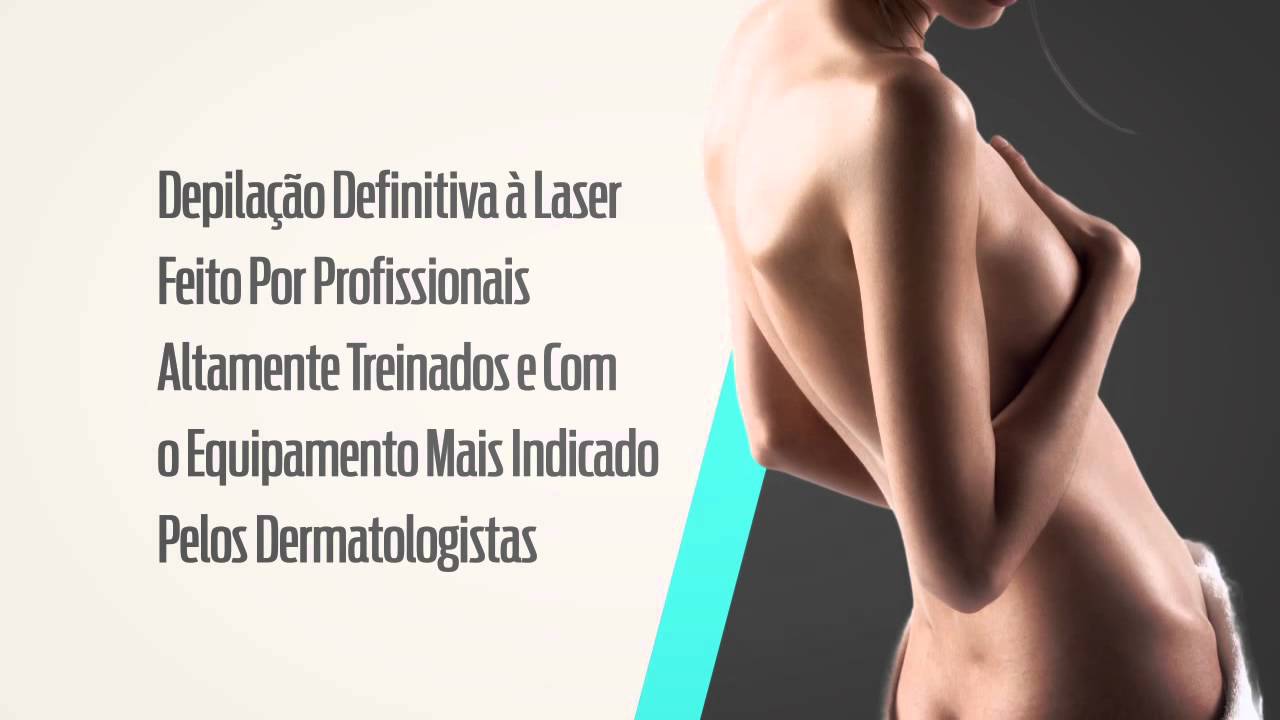 Depilação Definitiva à Laser
Feito Por Profissionais
Altamente Treinados e Com
o Equipamento Mais Indicado
Pelos Dermatologistas